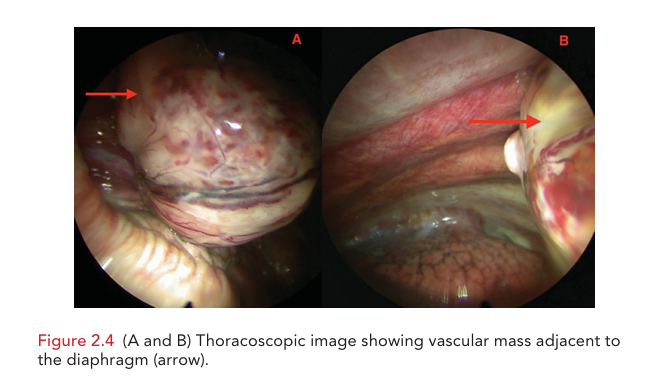 A
B
Figure 2.4 (A and B) Thoracoscopic image showing vascular mass adjacent to
the diaphragm (arrow).